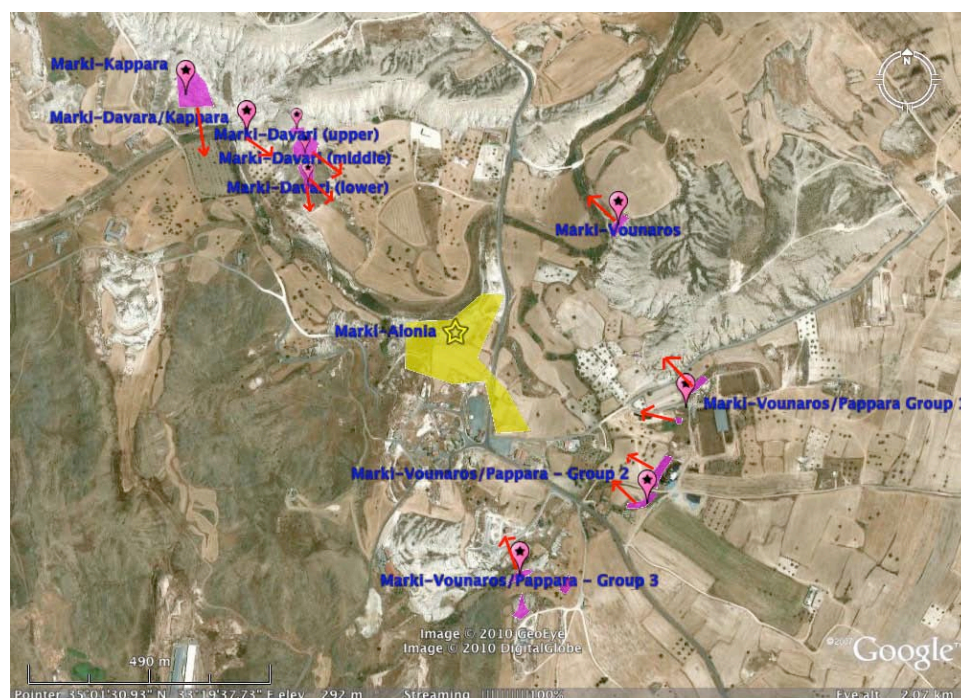 N
Marki-Kappara
Marki-Davara/Kappara
Marki-Davari (upper)
Marki-Davari (middle)
Marki-Davari (lower)
Marki-Vounaros
Marki-Alonia
Marki-Vounaros/Pappara Group 1
Marki-Vounaros/Pappara - Group 2
Marki-Vounaros/Pappara - Group 3
Image © 2010 GeoEye
Image © 2010 DigitalGlobe
©2007 Google
490 m
Pointer 35°01'30.93" N 33°19'37.73" E elev 292 m Streaming 100% Eye alt 2.07 km